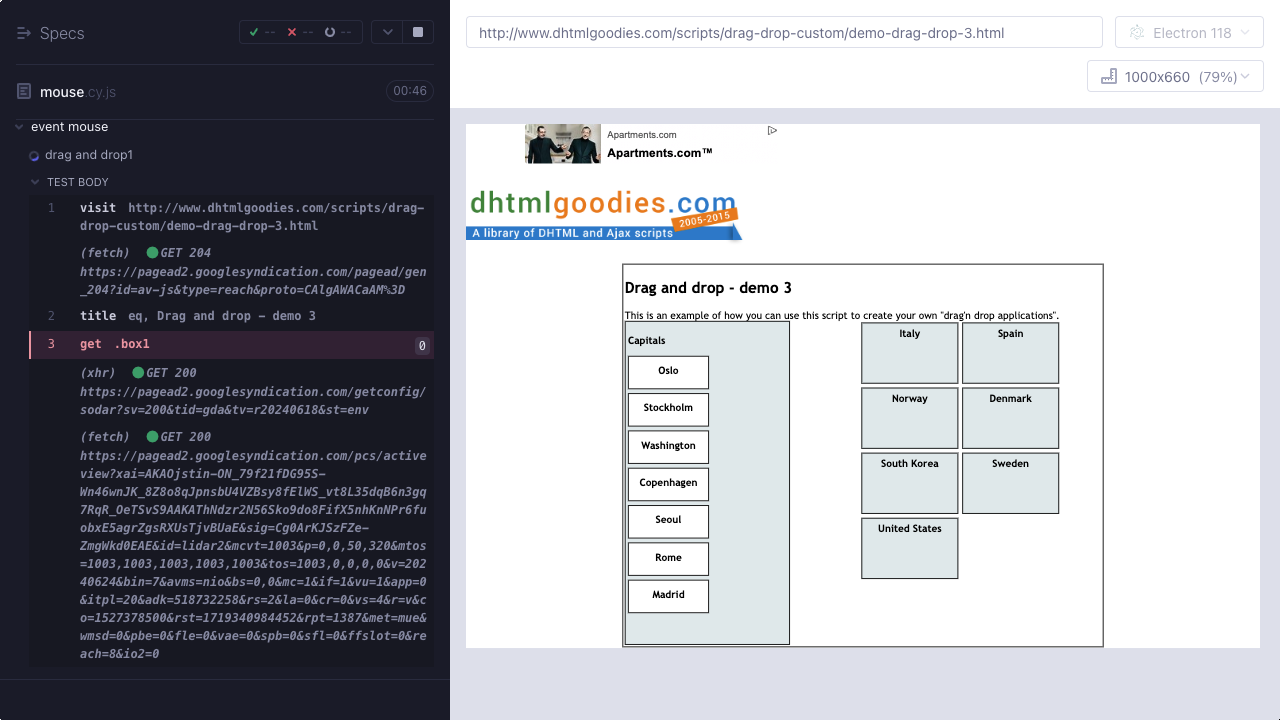 Specs
-- -- --
mouse.cy.js
00:46
event mouse
drag and drop1
TEST BODY
1 visit http://www.dhtmlgoodies.com/scripts/drag-
drop-custom/demo-drag-drop-3.html
(fetch) GET 204
https://pagead2.googlesyndication.com/pagead/gen
_204?id=av-js&type=reach&proto=CAlgAWACaAM%3D
2 title eq, Drag and drop - demo 3
3 get .box1 0
(xhr) GET 200
https://pagead2.googlesyndication.com/getconfig/
sodar?sv=200&tid=gda&tv=r20240618&st=env
(fetch) GET 200
https://pagead2.googlesyndication.com/pcs/active
view?xai=AKAOjstin-ON_79f21fDG95S-
Wn46wnJK_8Z8o8qJpnsbU4VZBsy8fElWS_vt8L35dqB6n3gq
7RqR_OeTSvS9AAKAThNdzr2N56Sko9do8FifX5nhKnNPr6fu
obxE5agrZgsRXUsTjvBUaE&sig=Cg0ArKJSzFZe-
ZmgWkd0EAE&id=lidar2&mcvt=1003&p=0,0,50,320&mtos
=1003,1003,1003,1003,1003&tos=1003,0,0,0,0&v=202
40624&bin=7&avms=nio&bs=0,0&mc=1&if=1&vu=1&app=0
&itpl=20&adk=518732258&rs=2&la=0&cr=0&vs=4&r=v&c
o=1527378500&rst=1719340984452&rpt=1387&met=mue&
wmsd=0&pbe=0&fle=0&vae=0&spb=0&sfl=0&ffslot=0&re
ach=8&io2=0
http://www.dhtmlgoodies.com/scripts/drag-drop-custom/demo-drag-drop-3.html
Electron 118
1000x660 (79%)
Apartments.com
Apartments.com™
dhtmlgoodies.com
2005-2015
A library of DHTML and Ajax scripts
Drag and drop - demo 3
This is an example of how you can use this script to create your own "drag'n drop applications".
Capitals
Oslo
Stockholm
Washington
Copenhagen
Seoul
Rome
Madrid
Italy Spain
Norway Denmark
South Korea Sweden
United States